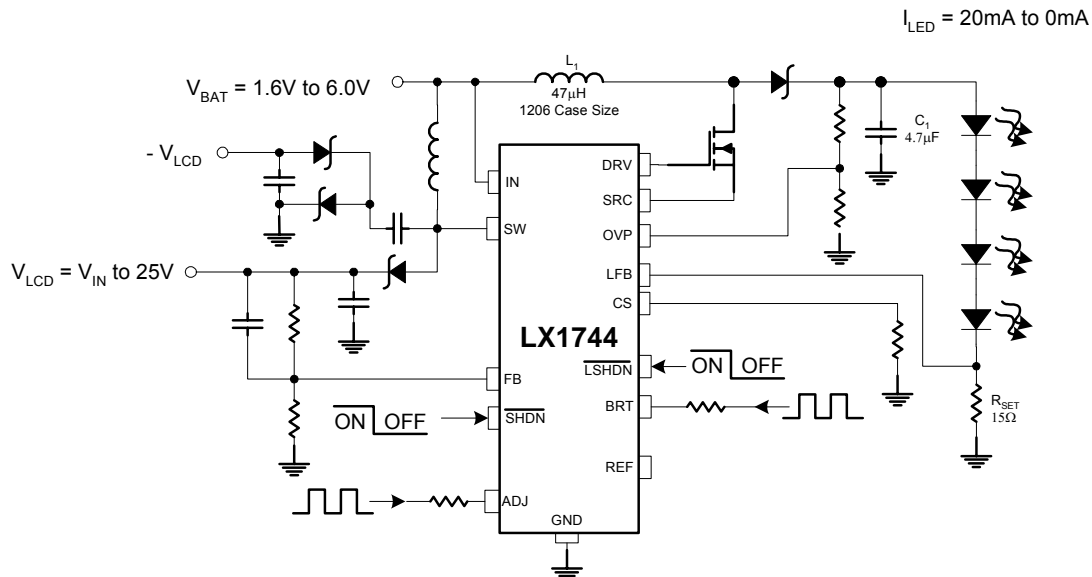 I_LED = 20mA to 0mA
L1
47µH
1206 Case Size
V_BAT = 1.6V to 6.0V
- V_LCD
C1
4.7µF
DRV
IN
SRC
SW
OVP
V_LCD = V_IN to 25V
LFB
CS
LX1744
LSHDN
ON OFF
FB
BRT
R_SET
15Ω
ON OFF
SHDN
REF
ADJ
GND